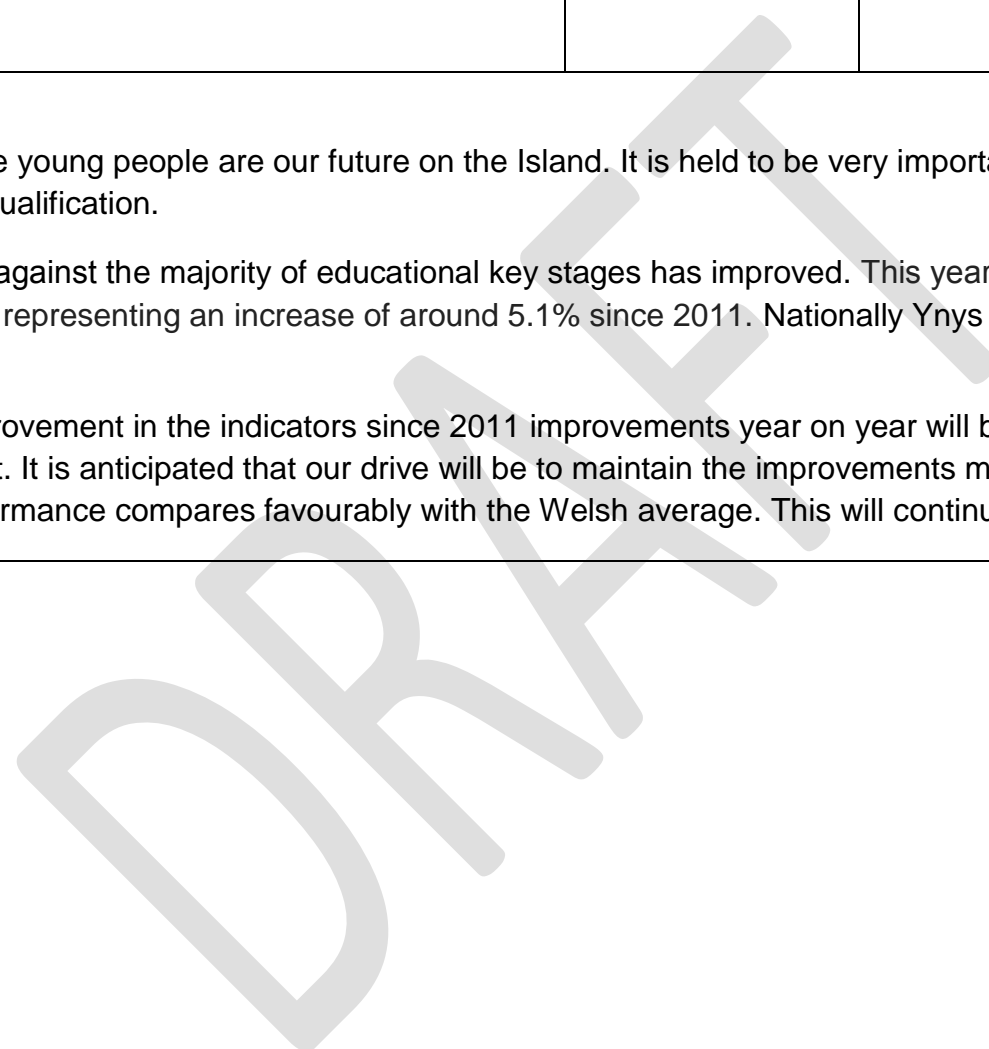 e young people are our future on the Island. It is held to be very importa
ualification.
against the majority of educational key stages has improved. This year
representing an increase of around 5.1% since 2011. Nationally Ynys
ovement in the indicators since 2011 improvements year on year will b
t. It is anticipated that our drive will be to maintain the improvements m
rmance compares favourably with the Welsh average. This will continu
DRAFT